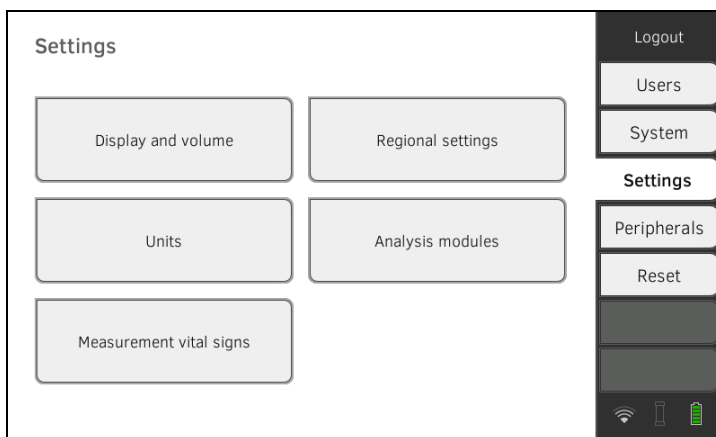 Settings
Display and volume
Regional settings
Units
Analysis modules
Measurement vital signs
Logout
Users
System
Settings
Peripherals
Reset